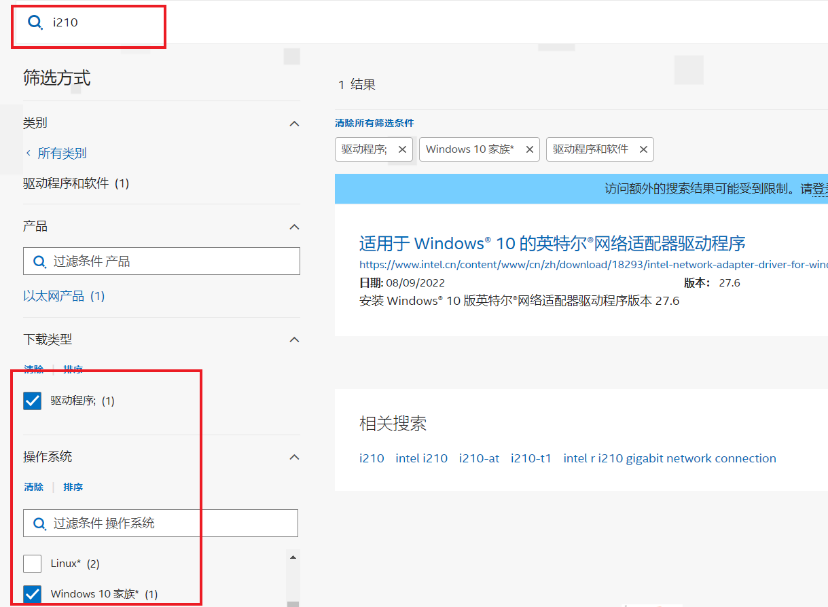 i210
筛选方式
类别
所有类别
驱动程序和软件 (1)
产品
过滤条件 产品
以太网产品 (1)
下载类型
清除 排序
驱动程序; (1)
操作系统
清除 排序
过滤条件 操作系统
Linux* (2)
Windows 10 家族* (1)
1 结果
清除所有筛选条件
驱动程序; × Windows 10 家族* × 驱动程序和软件 ×
访问额外的搜索结果可能受到限制。请登录
适用于 Windows® 10 的英特尔®网络适配器驱动程序
https://www.intel.cn/content/www/cn/zh/download/18293/intel-network-adapter-driver-for-wind
日期: 08/09/2022 版本: 27.6
安装 Windows® 10 版英特尔®网络适配器驱动程序版本 27.6
相关搜索
i210 intel i210 i210-at i210-t1 intel r i210 gigabit network connection